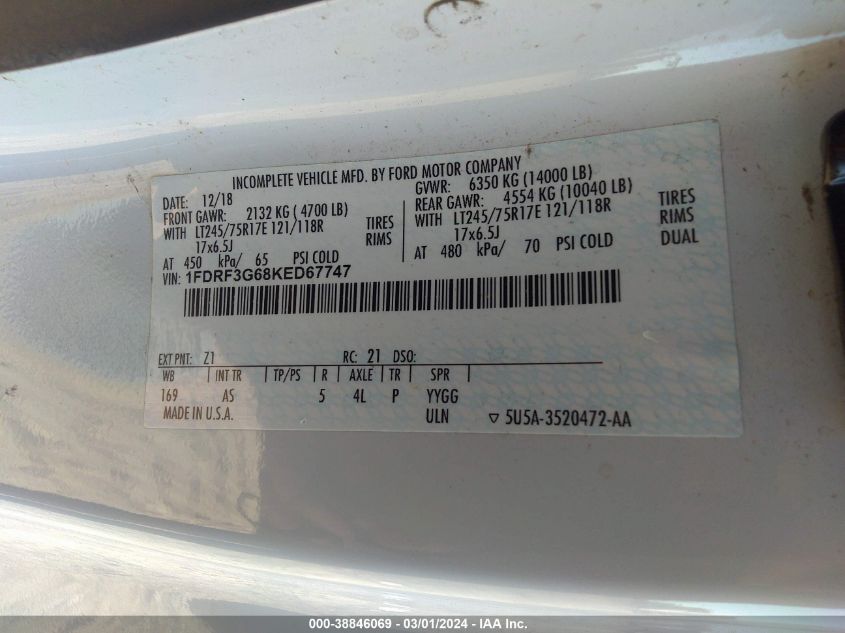 INCOMPLETE VEHICLE MFD. BY FORD MOTOR COMPANY
DATE: 12/18 GVWR: 6350 KG (14000 LB)
FRONT GAWR: 2132 KG ( 4700 LB) REAR GAWR: 4554 KG (10040 LB)
WITH LT245/75R17E 121/118R TIRES WITH LT245/75R17E 121/118R TIRES
17x6.5J RIMS 17x6.5J RIMS
AT 450 kPa/ 65 PSI COLD AT 480 kPa/ 70 PSI COLD DUAL
VIN: 1FDRF3G68KED67747
EXT PNT: Z1 RC: 21 DSO:
WB INT TR TP/PS R AXLE TR SPR
169 AS 5 4L P YYGG
MADE IN U.S.A. ULN ▽ 5U5A-3520472-AA
000-38846069 - 03/01/2024 - IAA Inc.